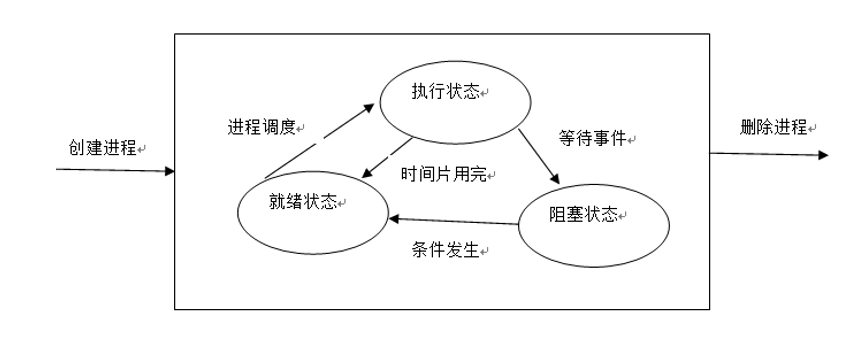 执行状态
进程调度
创建进程
等待事件
删除进程
时间片用完
就绪状态
阻塞状态
条件发生